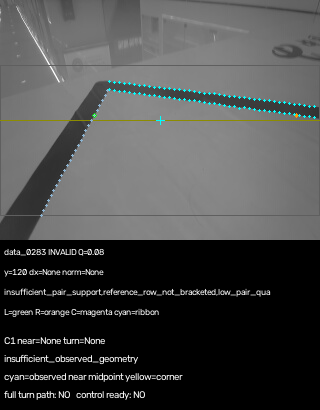 data_0283 INVALID Q=0.08
y=120 dx=None norm=None
insufficient_pair_support,reference_row_not_bracketed,low_pair_qua
L=green R=orange C=magenta cyan=ribbon
C1 near=None turn=None
insufficient_observed_geometry
cyan=observed near midpoint yellow=corner
full turn path: NO control ready: NO